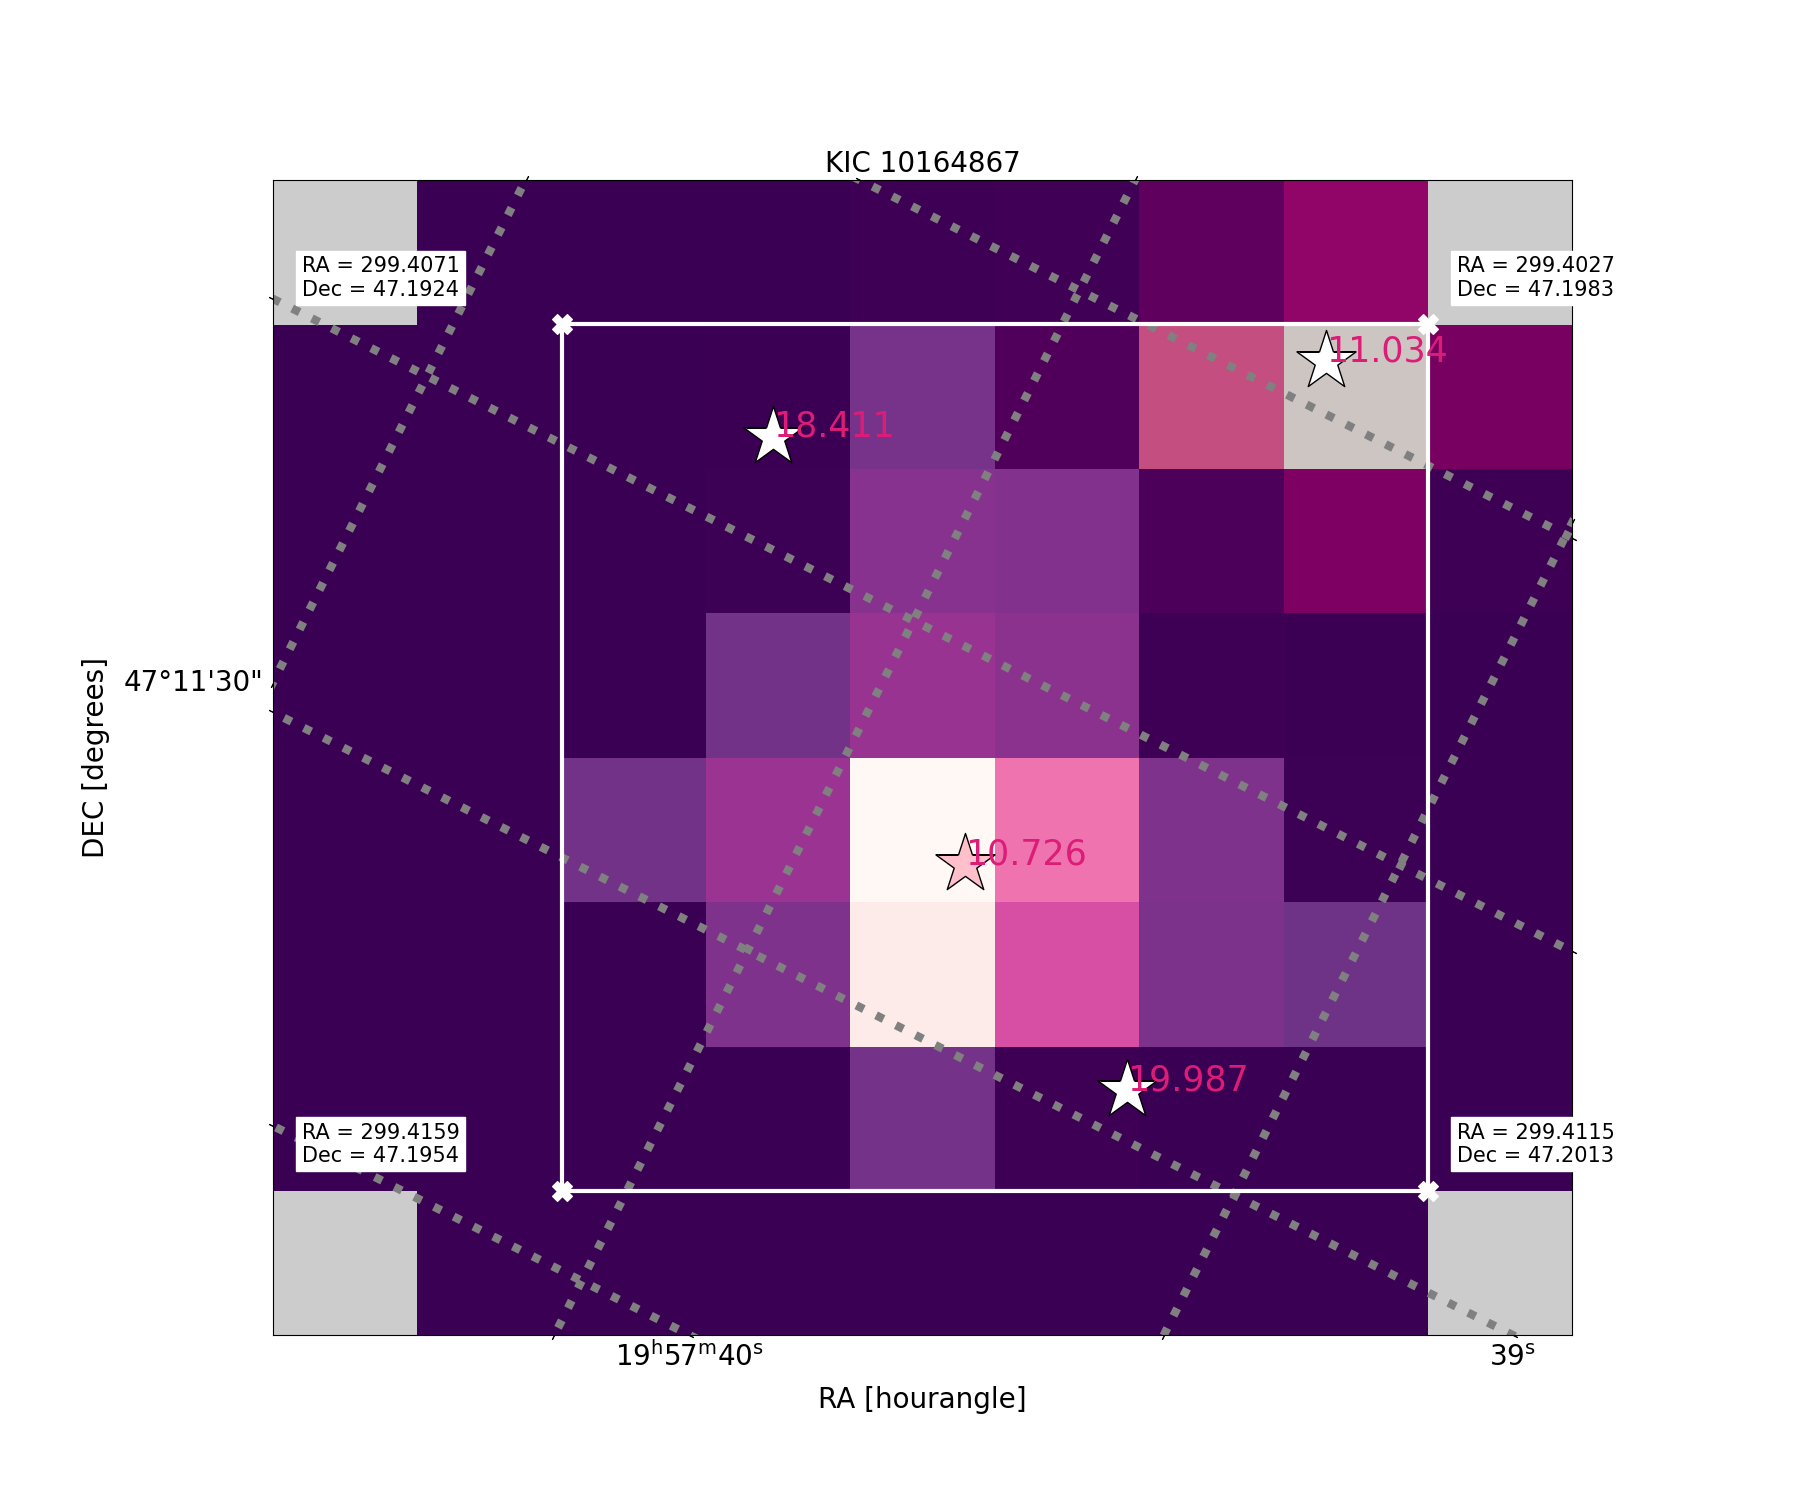 KIC 10164867
RA = 299.4071
Dec = 47.1924
RA = 299.4027
Dec = 47.1983
11.034
18.411
47°11'30"
DEC [degrees]
10.726
19.987
RA = 299.4159
Dec = 47.1954
RA = 299.4115
Dec = 47.2013
19ʰ57ᵐ40ˢ
39ˢ
RA [hourangle]